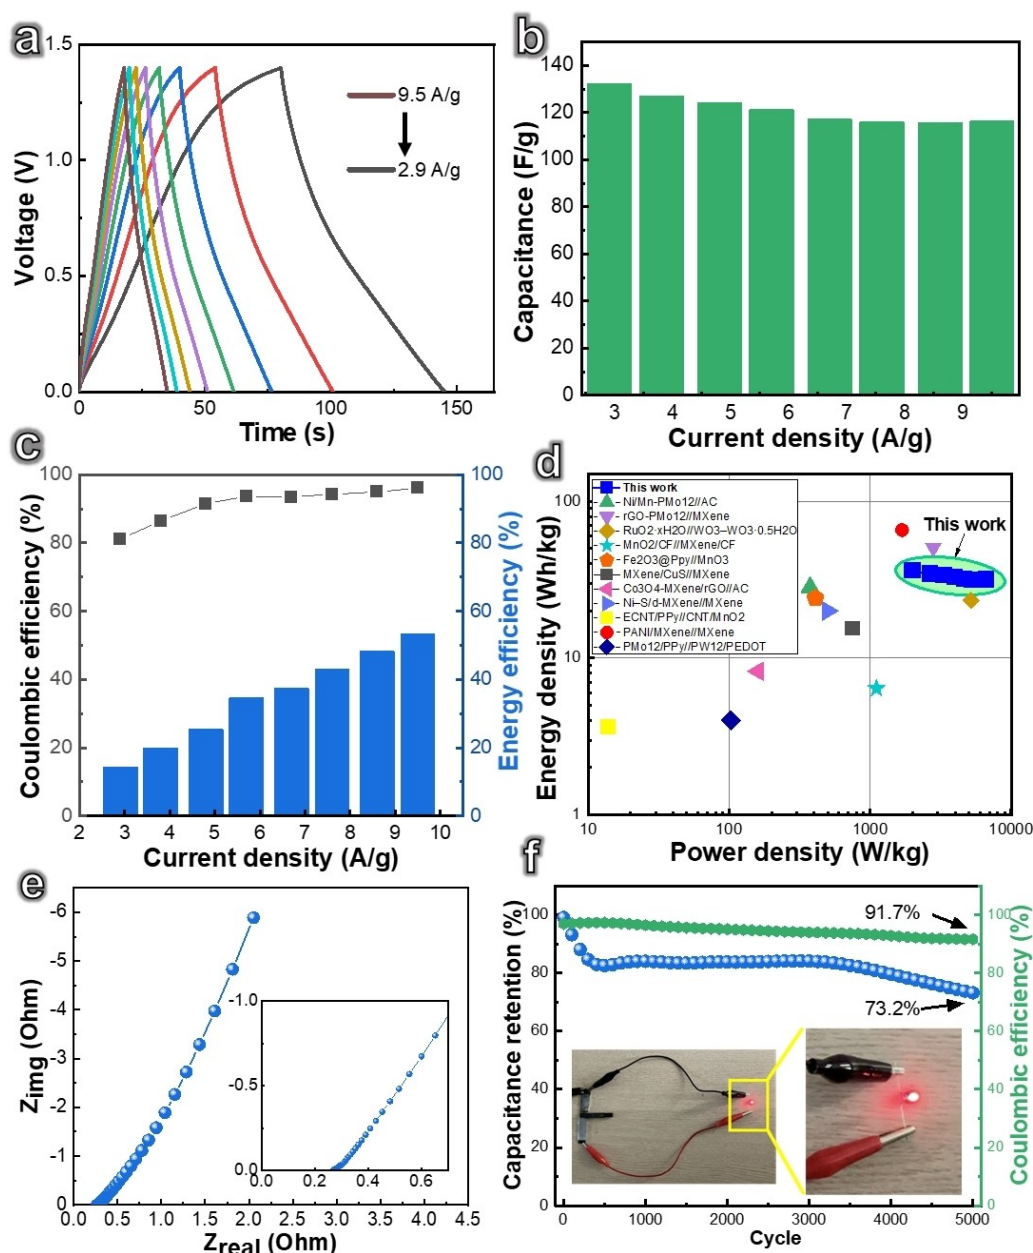 a
1.5
1.0
0.5
0.0
Voltage (V)
9.5 A/g
2.9 A/g
0 50 100 150
Time (s)
b
140
120
100
80
60
40
20
0
Capacitance (F/g)
3 4 5 6 7 8 9
Current density (A/g)
c
100
80
60
40
20
0
Coulombic efficiency (%)
100
80
60
40
20
0
Energy efficiency (%)
2 3 4 5 6 7 8 9 10
Current density (A/g)
d
100
10
1
Energy density (Wh/kg)
This work
Ni/Mn-PMo12//AC
rGO-PMo12//MXene
RuO2·xH2O//WO3–WO3·0.5H2O
MnO2/CF//MXene/CF
Fe2O3@Ppy//MnO3
MXene/CuS//MXene
Co3O4-MXene/rGO//AC
Ni–S/d-MXene//MXene
ECNT/PPy//CNT/MnO2
PANI/MXene//MXene
PMo12/PPy//PW12/PEDOT
This work
10 100 1000 10000
Power density (W/kg)
e
-6
-5
-4
-3
-2
-1
0
Zimg (Ohm)
-1.0
-0.5
0.0
0.0 0.2 0.4 0.6
0.0 0.5 1.0 1.5 2.0 2.5 3.0 3.5 4.0 4.5
Zreal (Ohm)
f
100
80
60
40
20
0
Capacitance retention (%)
91.7%
73.2%
100
80
60
40
20
0
Coulombic efficiency (%)
0 1000 2000 3000 4000 5000
Cycle